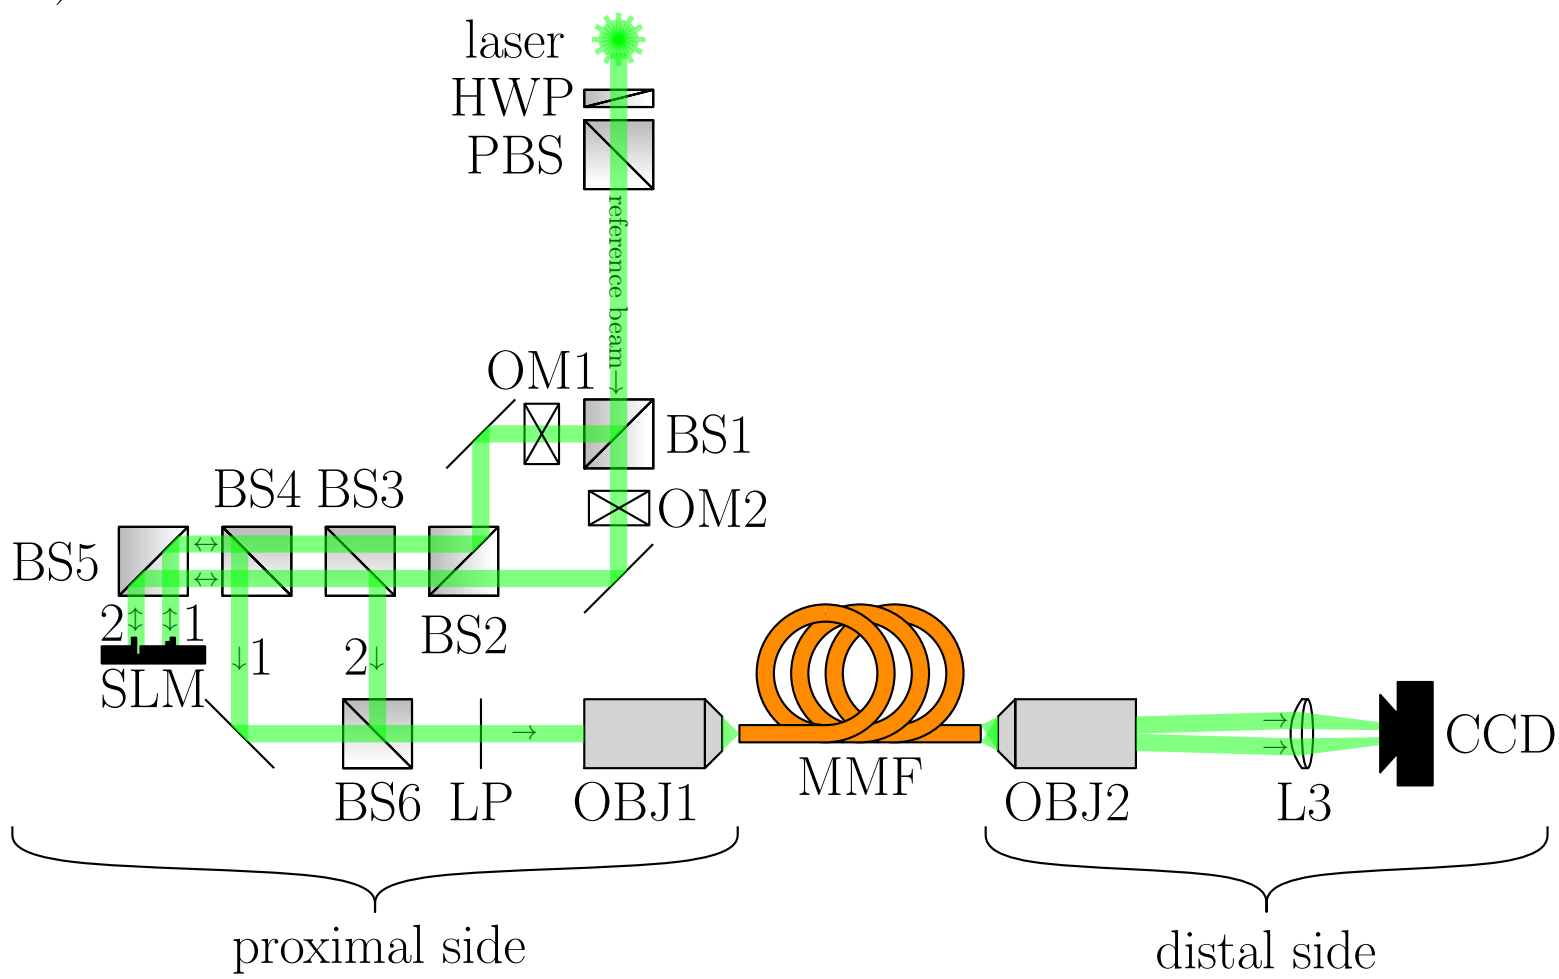 laser
HWP
PBS
reference beam→
OM1
BS1
OM2
BS4 BS3
BS5
BS2
2 1
1
2
SLM
CCD
MMF
BS6 LP OBJ1 OBJ2 L3
proximal side
distal side